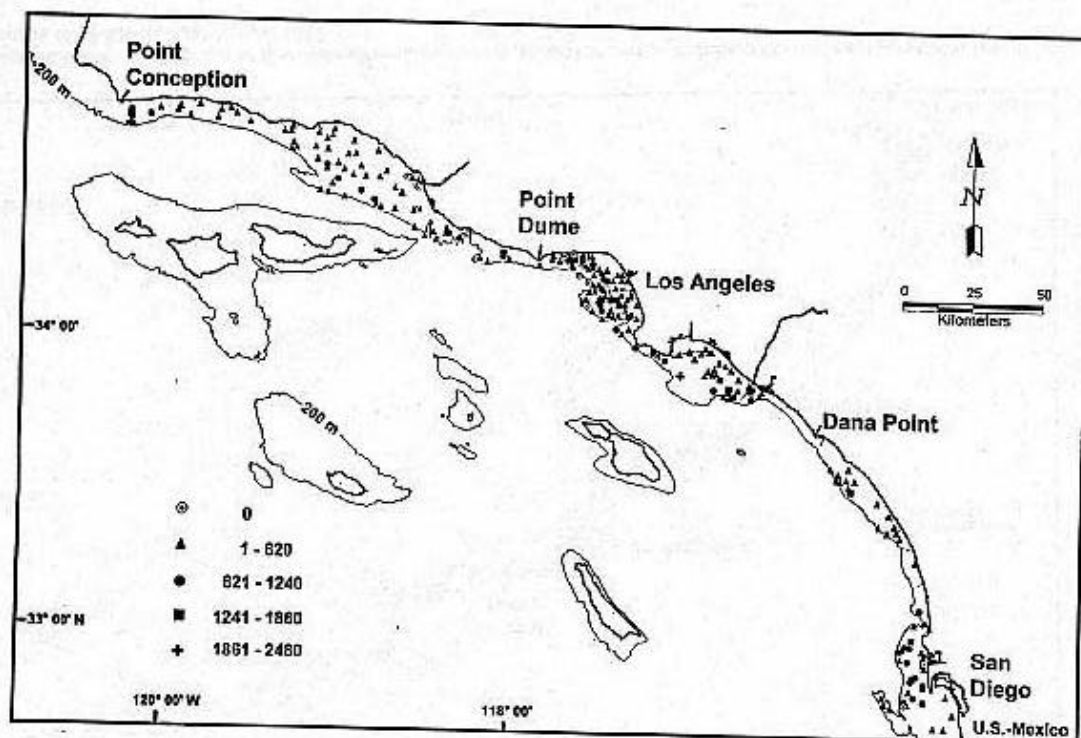 Point
Conception
-200 m
Point
Dume
Los Angeles
N
0 25 50
Kilometers
34° 00'
200 m
Dana Point
0
1 - 620
621 - 1240
1241 - 1860
1861 - 2480
33° 00' N
San
Diego
120° 00' W
118° 00'
U.S.-Mexico